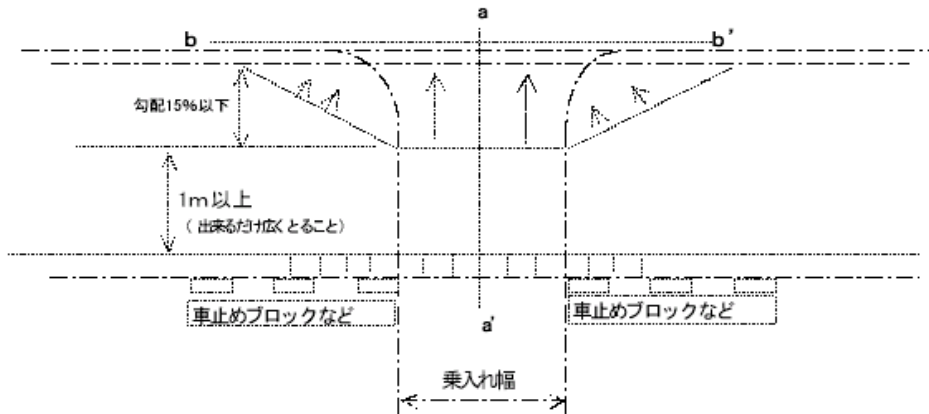 a
b
b'
勾配15%以下
1m以上
(出来るだけ広くとること)
車止めブロックなど
車止めブロックなど
a'
乗入れ幅